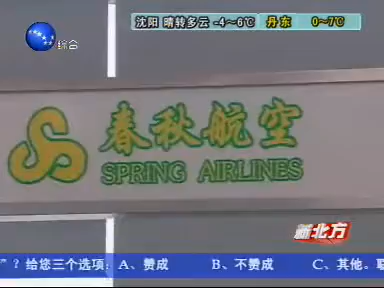 沈阳 晴转多云 -4～6℃ 丹东 0～7℃
综合
春秋航空
SPRING AIRLINES
新北方
”？给您三个选项：A、赞成 B、不赞成 C、其他。联